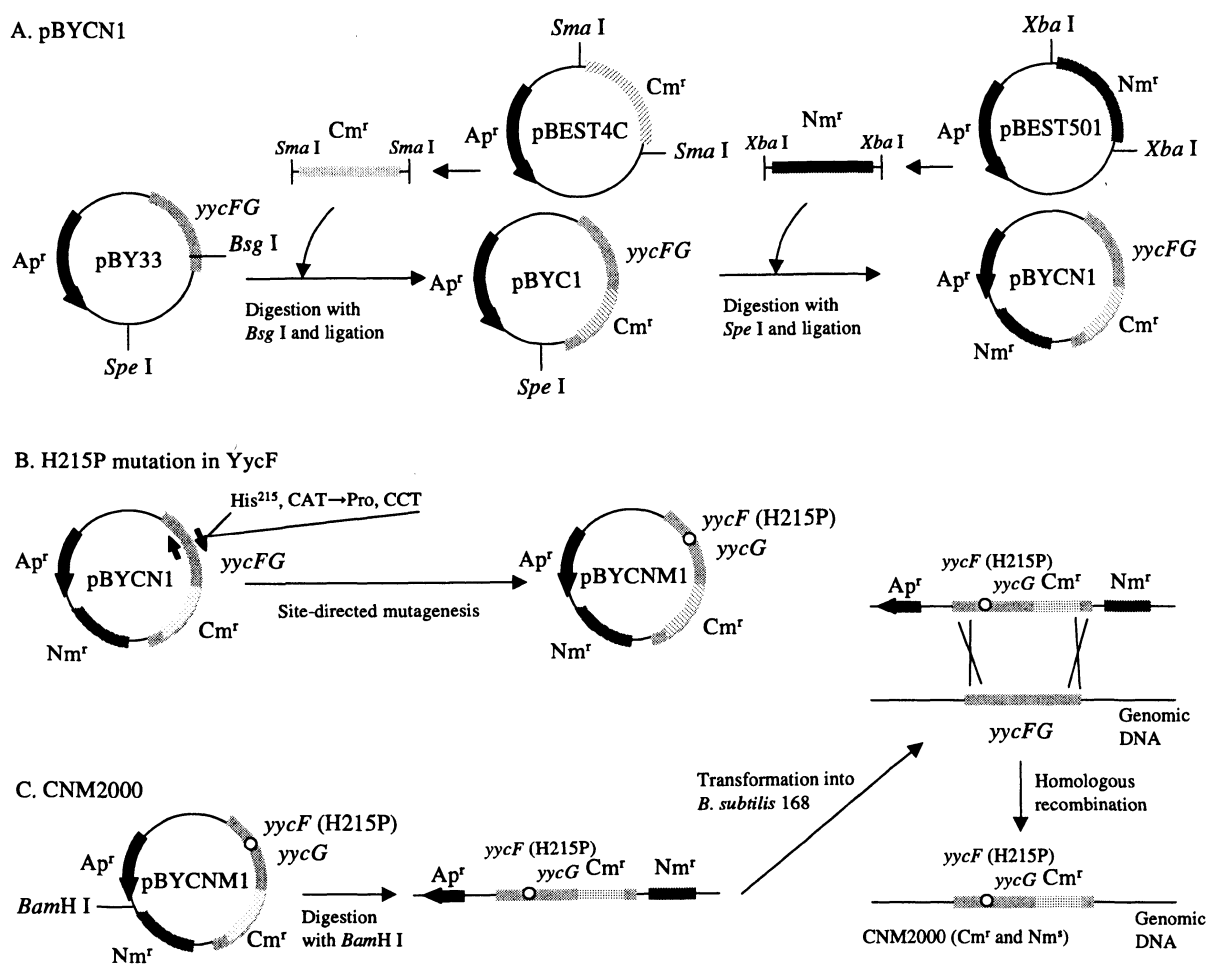 A. pBYCN1
Sma I
Cmʳ
Apʳ
pBEST4C
Sma I
Xba I
Nmʳ
Apʳ
pBEST501
Xba I
Cmʳ
Sma I
Sma I
Nmʳ
Xba I
Xba I
yycFG
Bsg I
Apʳ
pBY33
Spe I
Digestion with
Bsg I and ligation
yycFG
Apʳ
pBYC1
Cmʳ
Spe I
Digestion with
Spe I and ligation
yycFG
Apʳ
pBYCN1
Cmʳ
Nmʳ
B. H215P mutation in YycF
His²¹⁵, CAT→Pro, CCT
Apʳ
pBYCN1
yycFG
Cmʳ
Nmʳ
Site-directed mutagenesis
yycF (H215P)
yycG
Apʳ
pBYCNM1
Cmʳ
Nmʳ
C. CNM2000
yycF (H215P)
yycG
Apʳ
pBYCNM1
BamH I
Cmʳ
Nmʳ
Digestion
with BamH I
yycF (H215P)
Apʳ
yycG Cmʳ
Nmʳ
Transformation into
B. subtilis 168
yycF (H215P)
Apʳ
yycG Cmʳ
Nmʳ
yycFG
Genomic
DNA
Homologous
recombination
yycF (H215P)
yycG Cmʳ
Genomic
DNA
CNM2000 (Cmʳ and Nmˢ)